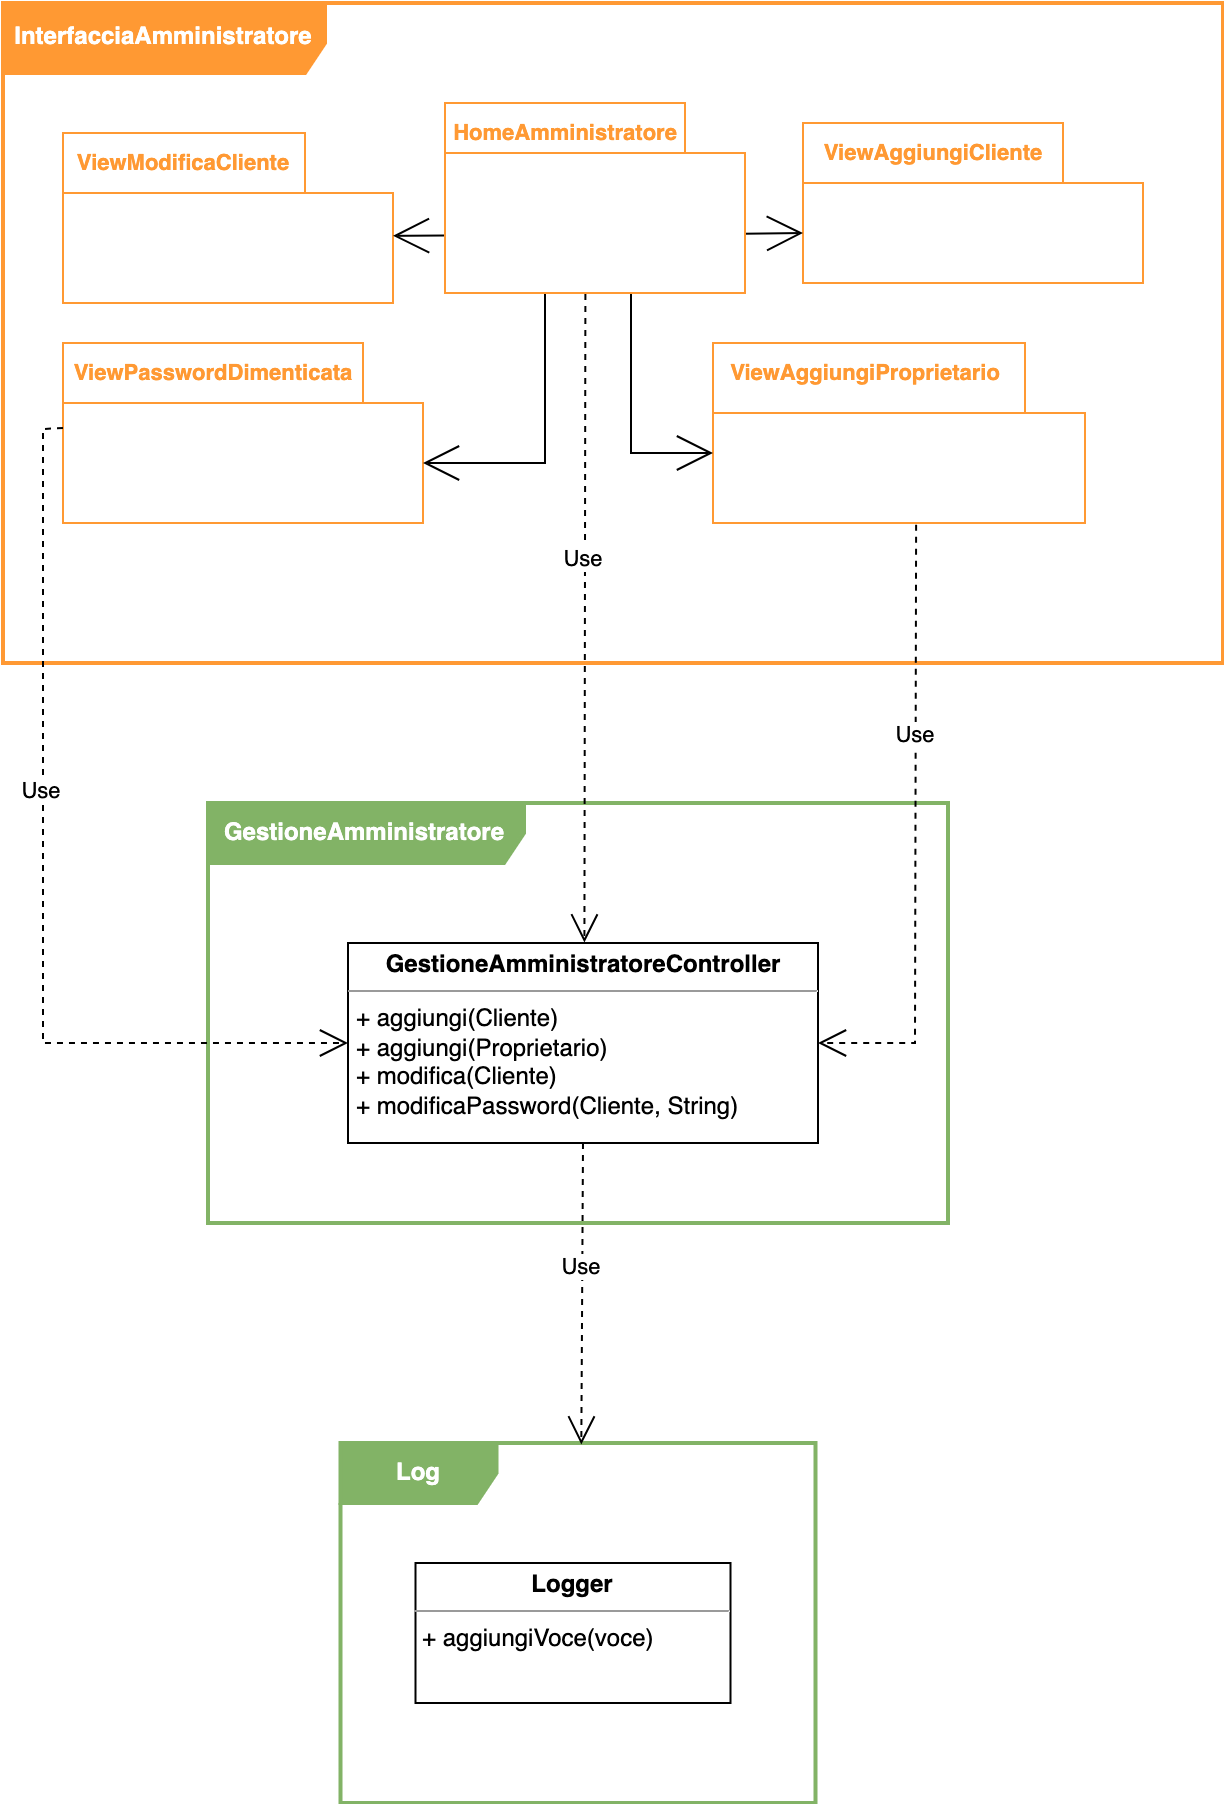 InterfacciaAmministratore
HomeAmministratore
ViewModificaCliente
ViewAggiungiCliente
ViewPasswordDimenticata
ViewAggiungiProprietario
Use
Use
Use
GestioneAmministratore
GestioneAmministratoreController
+ aggiungi(Cliente)
+ aggiungi(Proprietario)
+ modifica(Cliente)
+ modificaPassword(Cliente, String)
Use
Log
Logger
+ aggiungiVoce(voce)